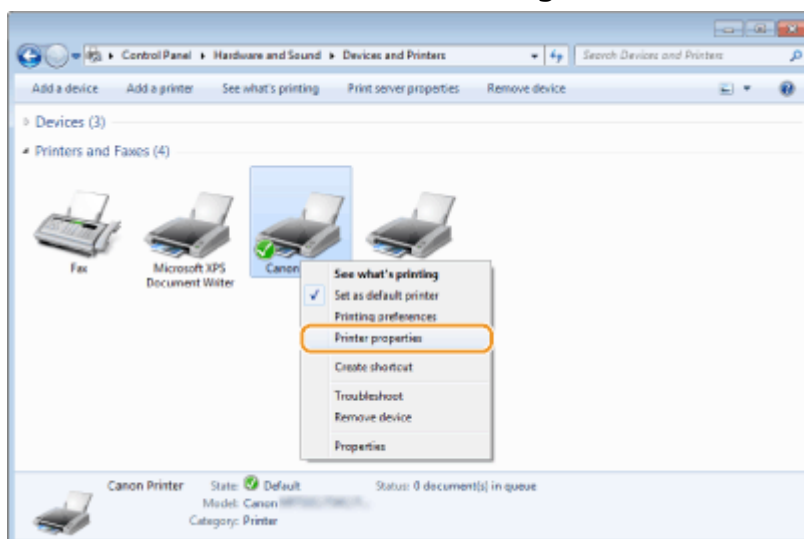 Control Panel ▸ Hardware and Sound ▸ Devices and Printers
Search Devices and Printers
Add a device Add a printer See what's printing Print server properties Remove device
Devices (3)
Printers and Faxes (4)
Fax
Microsoft XPS
Document Writer
Canon
See what's printing
Set as default printer
Printing preferences
Printer properties
Create shortcut
Troubleshoot
Remove device
Properties
Canon Printer State: Default Status: 0 document(s) in queue
Model: Canon
Category: Printer